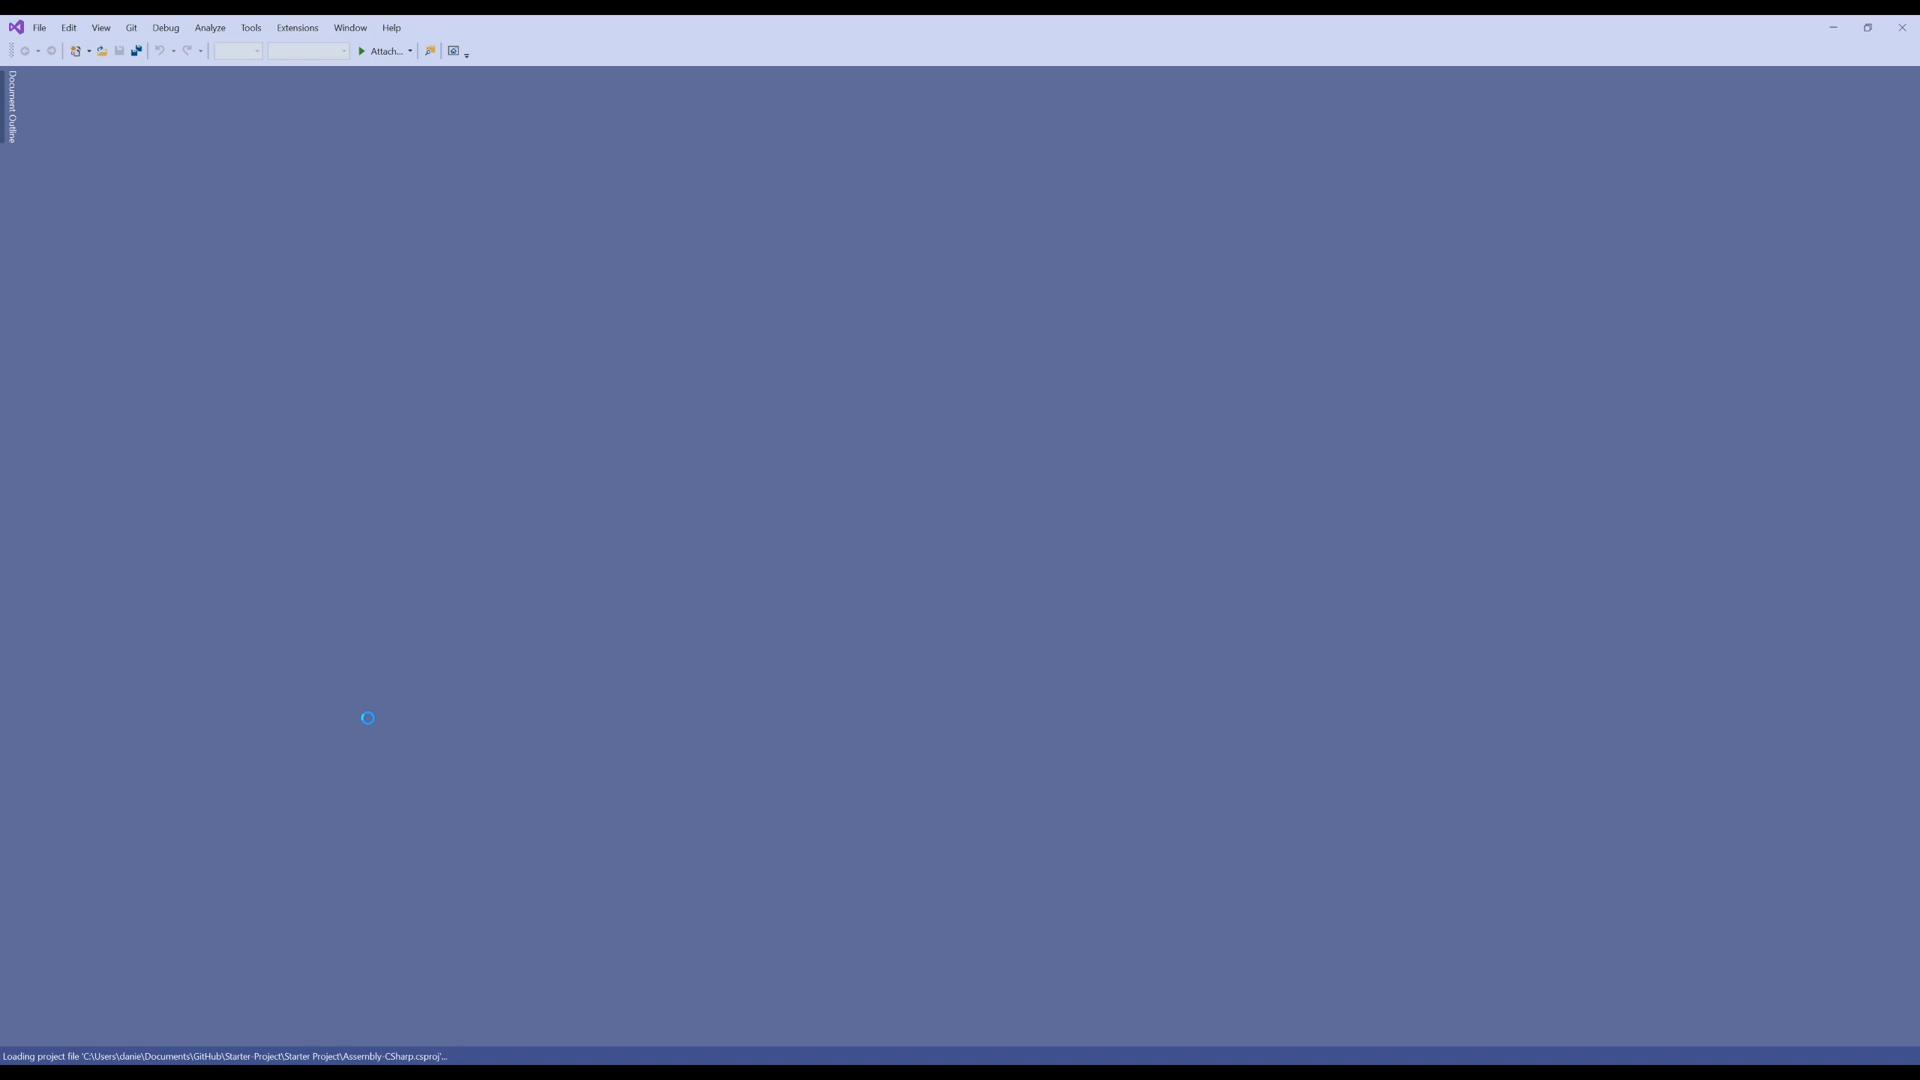 File Edit View Git Debug Analyze Tools Extensions Window Help
Attach...
Document Outline
Loading project file 'C:\Users\danie\Documents\GitHub\Starter-Project\Starter Project\Assembly-CSharp.csproj'...